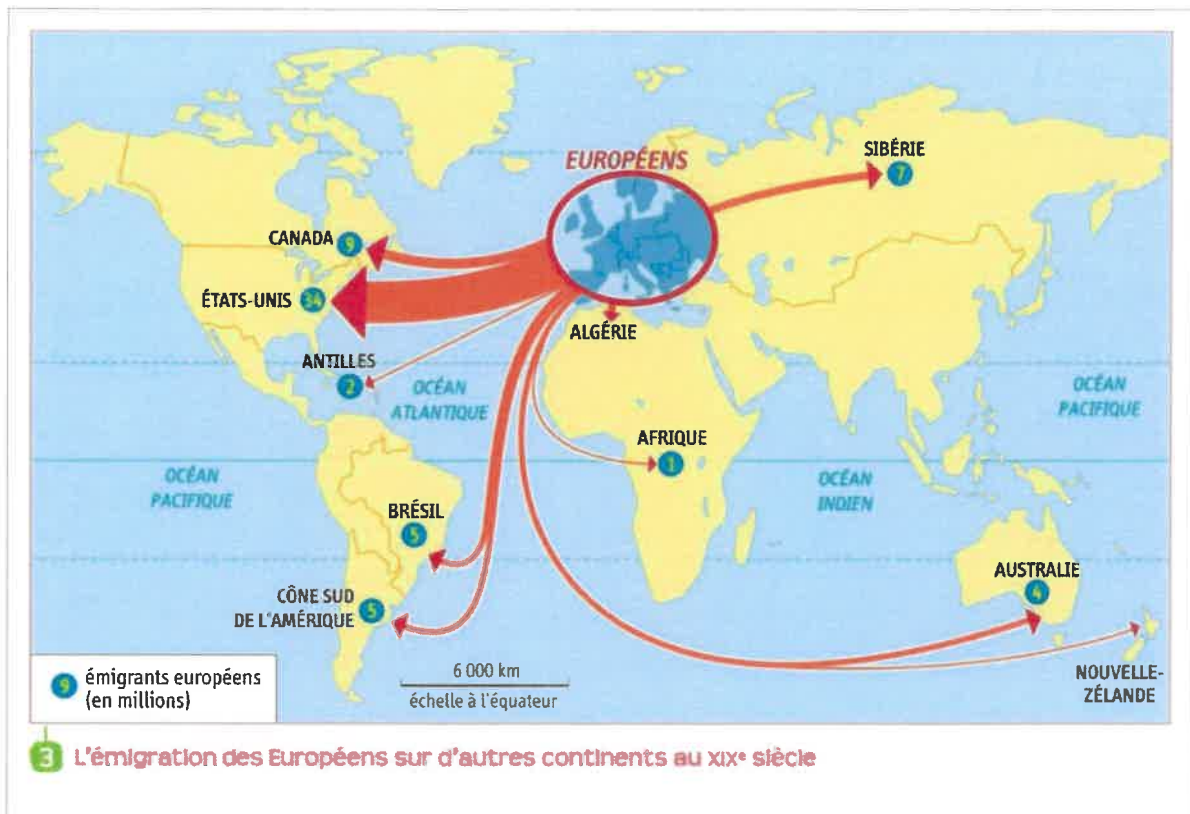 EUROPÉENS
SIBÉRIE
7
CANADA 9
ÉTATS-UNIS 34
ALGÉRIE
ANTILLES
2
OCÉAN
ATLANTIQUE
OCÉAN
PACIFIQUE
AFRIQUE
1
OCÉAN
PACIFIQUE
OCÉAN
INDIEN
BRÉSIL
5
AUSTRALIE
4
CÔNE SUD
DE L'AMÉRIQUE 5
NOUVELLE-
ZÉLANDE
9 émigrants européens
(en millions)
6 000 km
échelle à l'équateur
3 L'émigration des Européens sur d'autres continents au XIXe siècle